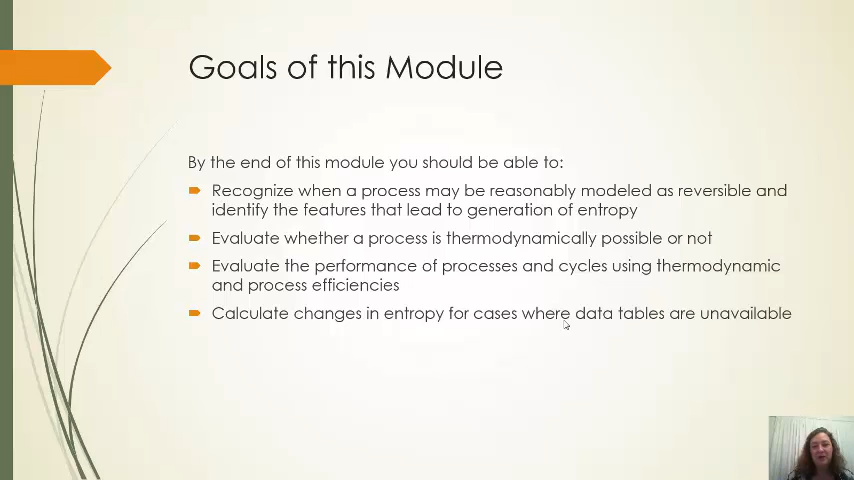 Goals of this Module
By the end of this module you should be able to:
Recognize when a process may be reasonably modeled as reversible and
identify the features that lead to generation of entropy
Evaluate whether a process is thermodynamically possible or not
Evaluate the performance of processes and cycles using thermodynamic
and process efficiencies
Calculate changes in entropy for cases where data tables are unavailable